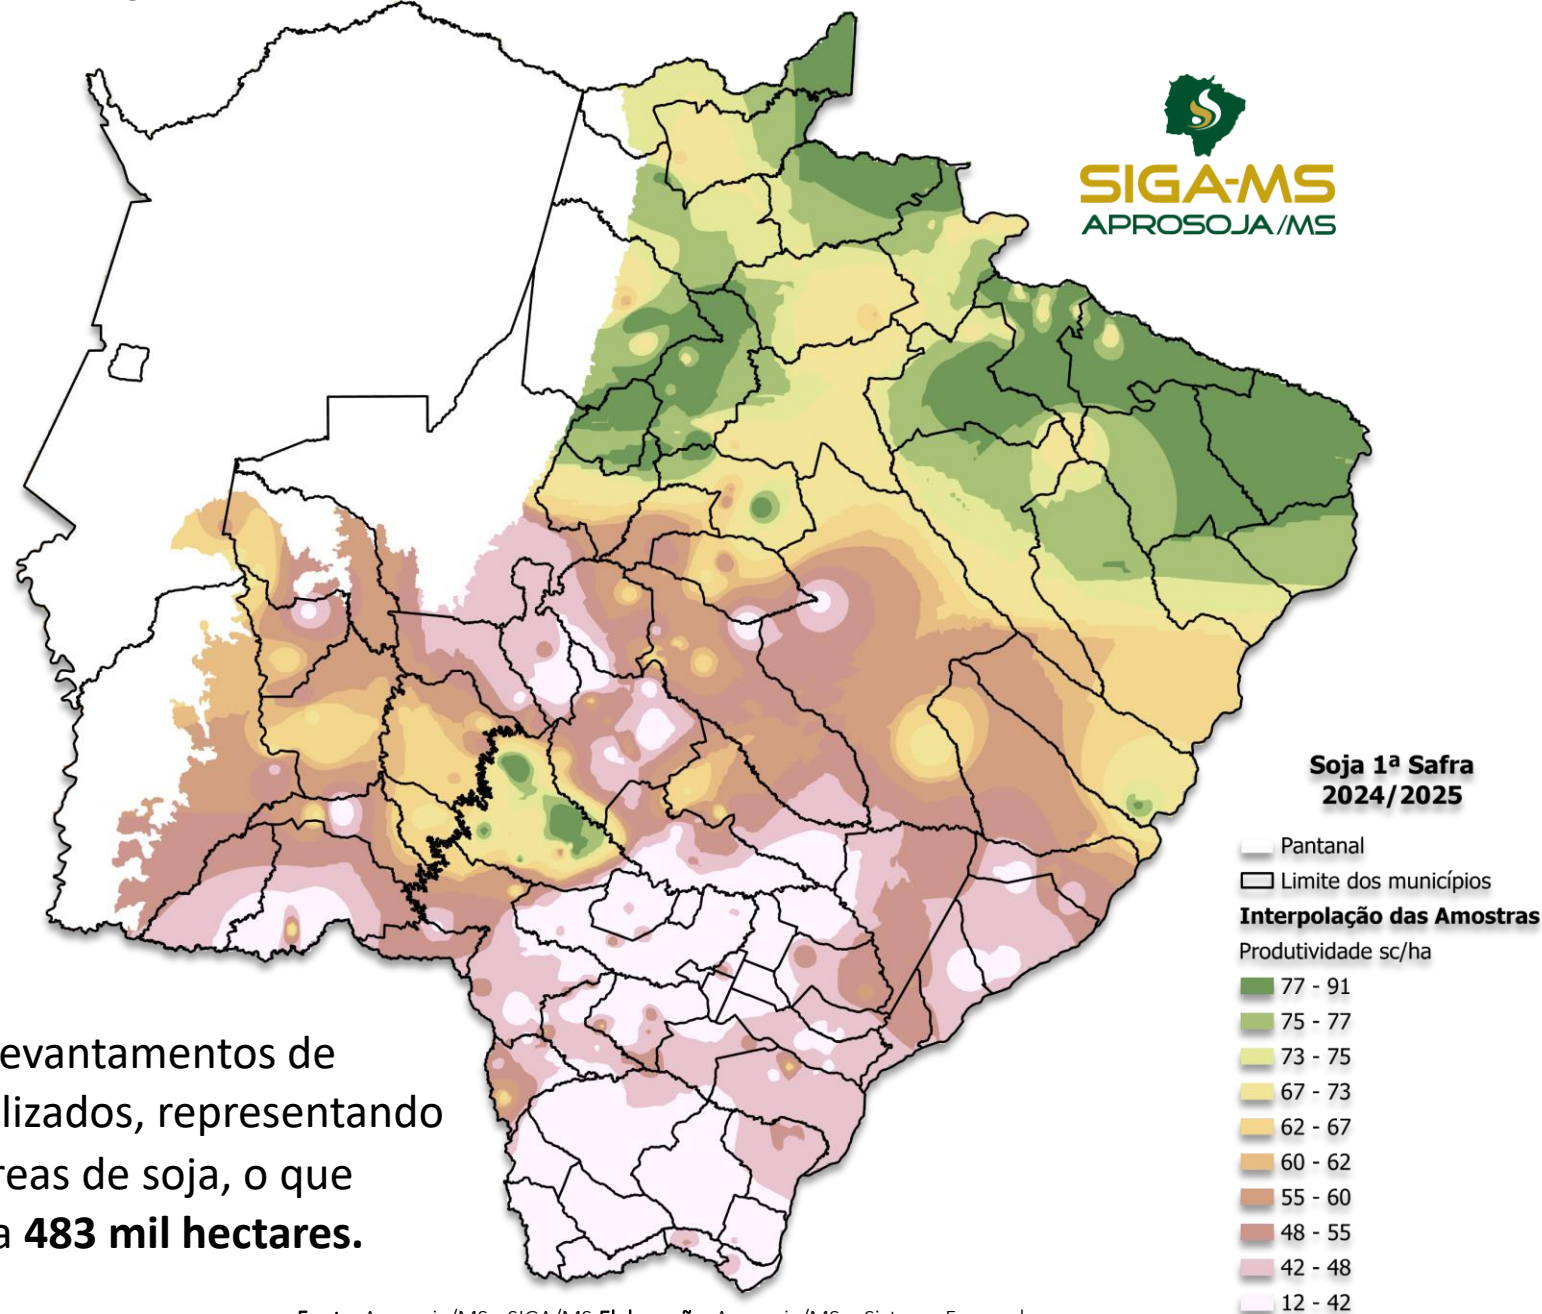 SIGA-MS
APROSOJA/MS
Soja 1ª Safra
2024/2025
Pantanal
Limite dos municípios
Interpolação das Amostras
Produtividade sc/ha
77 - 91
75 - 77
73 - 75
67 - 73
62 - 67
60 - 62
55 - 60
48 - 55
42 - 48
12 - 42
evantamentos de
lizados, representando
reas de soja, o que
a 483 mil hectares.